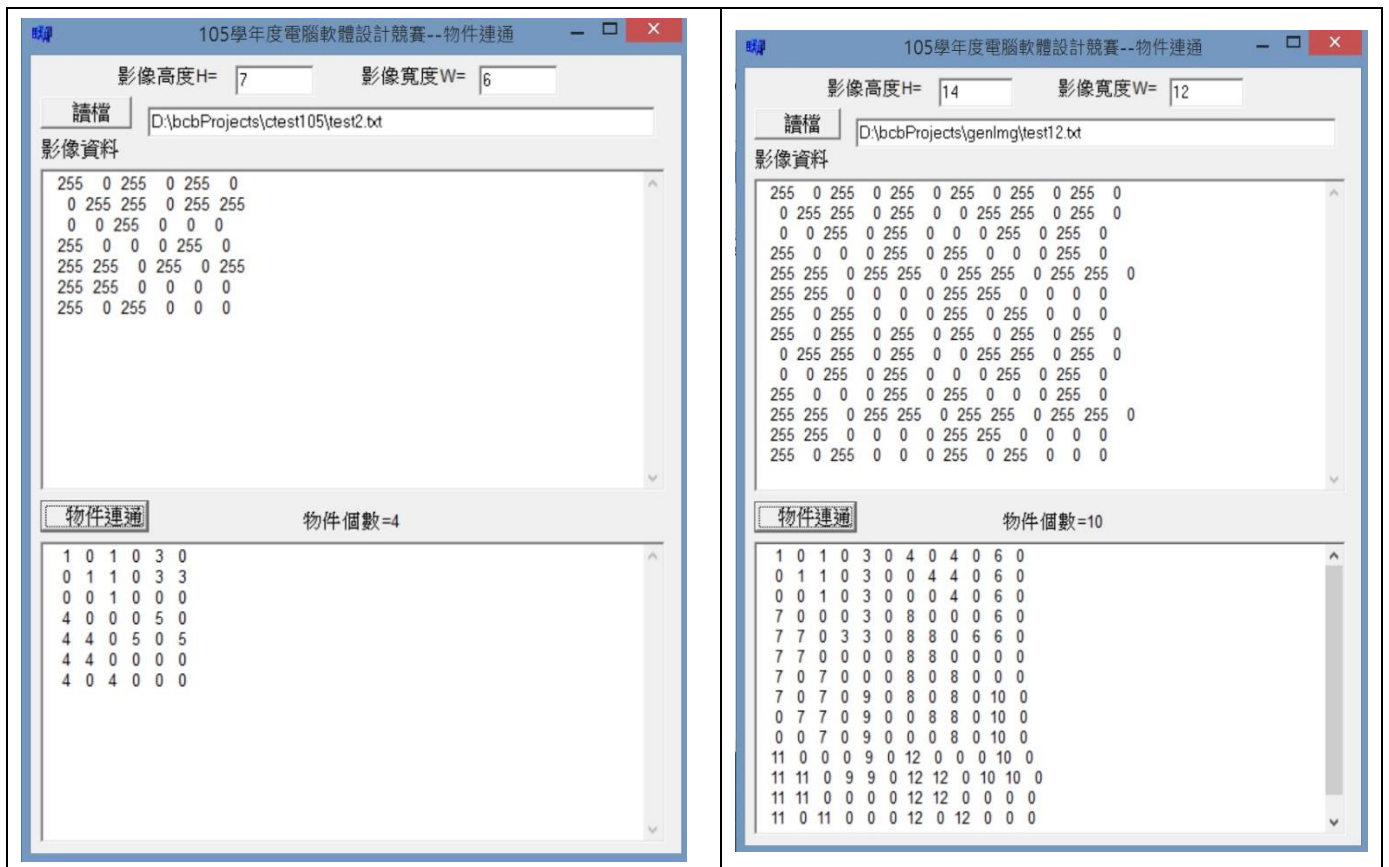 105學年度電腦軟體設計競賽--物件連通
影像高度H= 7 影像寬度W= 6
讀檔 D:\bcbProjects\ctest105\test2.txt
影像資料
255 0 255 0 255 0
0 255 255 0 255 255
0 0 255 0 0 0
255 0 0 0 255 0
255 255 0 255 0 255
255 255 0 0 0 0
255 0 255 0 0 0
物件連通 物件個數=4
1 0 1 0 3 0
0 1 1 0 3 3
0 0 1 0 0 0
4 0 0 0 5 0
4 4 0 5 0 5
4 4 0 0 0 0
4 0 4 0 0 0
105學年度電腦軟體設計競賽--物件連通
影像高度H= 14 影像寬度W= 12
讀檔 D:\bcbProjects\genImg\test12.txt
影像資料
255 0 255 0 255 0 255 0 255 0 255 0
0 255 255 0 255 0 0 255 255 0 255 0
0 0 255 0 255 0 0 0 255 0 255 0
255 0 0 0 255 0 255 0 0 0 255 0
255 255 0 255 255 0 255 255 0 255 255 0
255 255 0 0 0 0 255 255 0 0 0 0
255 0 255 0 0 0 255 0 255 0 0 0
255 0 255 0 255 0 255 0 255 0 255 0
0 255 255 0 255 0 0 255 255 0 255 0
0 0 255 0 255 0 0 0 255 0 255 0
255 0 0 0 255 0 255 0 0 0 255 0
255 255 0 255 255 0 255 255 0 255 255 0
255 255 0 0 0 0 255 255 0 0 0 0
255 0 255 0 0 0 255 0 255 0 0 0
物件連通 物件個數=10
1 0 1 0 3 0 4 0 4 0 6 0
0 1 1 0 3 0 0 4 4 0 6 0
0 0 1 0 3 0 0 0 4 0 6 0
7 0 0 0 3 0 8 0 0 0 6 0
7 7 0 3 3 0 8 8 0 6 6 0
7 7 0 0 0 0 8 8 0 0 0 0
7 0 7 0 0 0 8 0 8 0 0 0
7 0 7 0 9 0 8 0 8 0 10 0
0 7 7 0 9 0 0 8 8 0 10 0
0 0 7 0 9 0 0 0 8 0 10 0
11 0 0 0 9 0 12 0 0 0 10 0
11 11 0 9 9 0 12 12 0 10 10 0
11 11 0 0 0 0 12 12 0 0 0 0
11 0 11 0 0 0 12 0 12 0 0 0